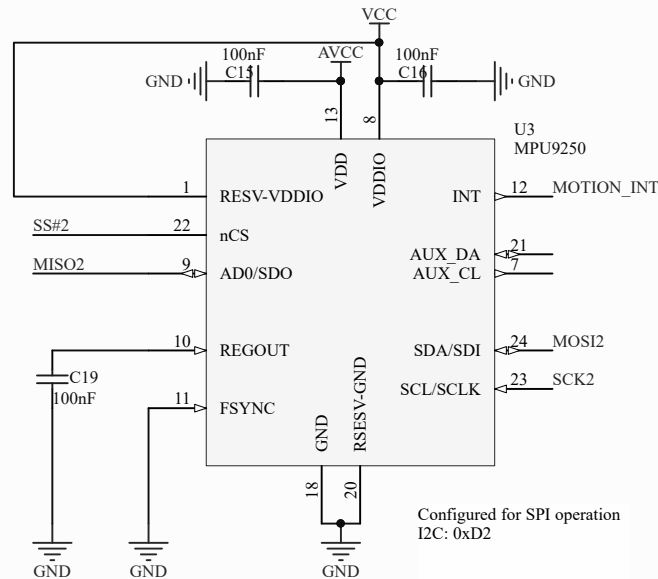 VCC
100nF
AVCC
100nF
GND
C15
C16
GND
13
8
U3
MPU9250
VDD
VDDIO
1
RESV-VDDIO
INT
12
MOTION_INT
SS#2
22
nCS
MISO2
9
AD0/SDO
AUX_DA
21
AUX_CL
7
10
REGOUT
SDA/SDI
24
MOSI2
C19
100nF
SCL/SCLK
23
SCK2
11
FSYNC
GND
RSESV-GND
18
20
Configured for SPI operation
I2C: 0xD2
GND
GND
GND